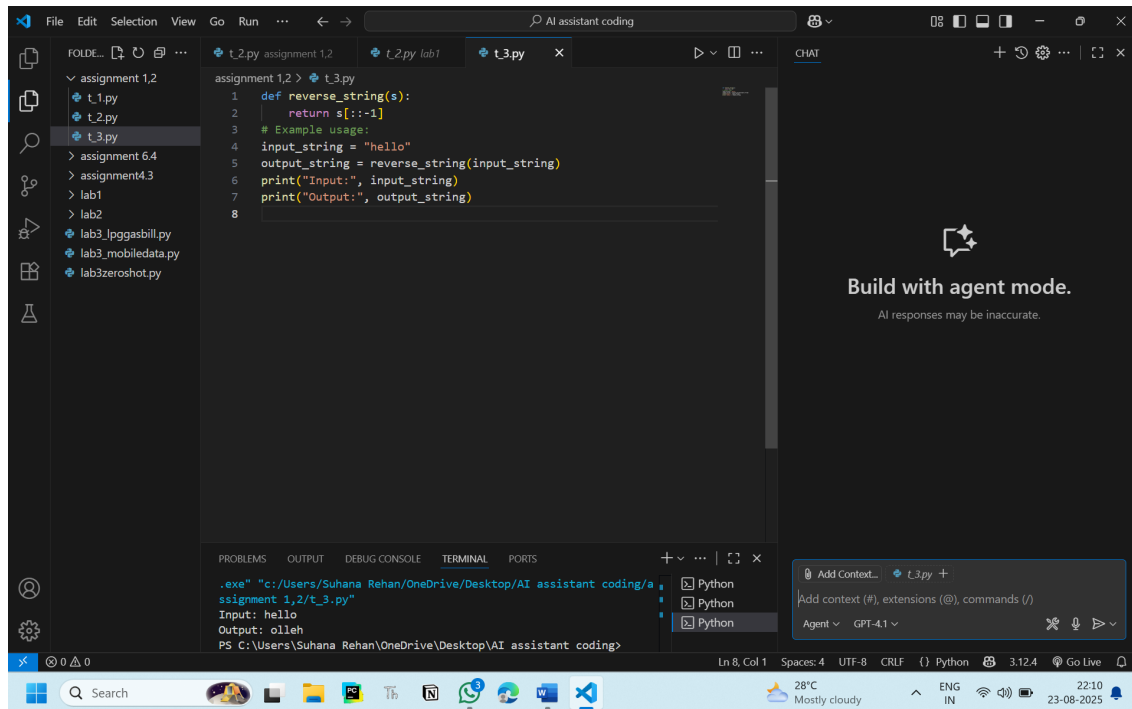 File Edit Selection View Go Run ··· AI assistant coding
FOLDE...
assignment 1,2
t_1.py
t_2.py
t_3.py
assignment 6.4
assignment4.3
lab1
lab2
lab3_lpggasbill.py
lab3_mobiledata.py
lab3zeroshot.py
t_2.py assignment 1,2 t_2.py lab1 t_3.py
assignment 1,2 > t_3.py
1 def reverse_string(s):
2     return s[::-1]
3 # Example usage:
4 input_string = "hello"
5 output_string = reverse_string(input_string)
6 print("Input:", input_string)
7 print("Output:", output_string)
8
PROBLEMS OUTPUT DEBUG CONSOLE TERMINAL PORTS
.exe" "c:/Users/Suhana Rehan/OneDrive/Desktop/AI assistant coding/a
ssignment 1,2/t_3.py"
Input: hello
Output: olleh
PS C:\Users\Suhana Rehan\OneDrive\Desktop\AI assistant coding>
Python
Python
Python
CHAT
Build with agent mode.
AI responses may be inaccurate.
Add Context... t_3.py +
Add context (#), extensions (@), commands (/)
Agent GPT-4.1
0 0 Ln 8, Col 1 Spaces: 4 UTF-8 CRLF {} Python 3.12.4 Go Live
Search
PC
Th
N
3
W
28°C
Mostly cloudy
ENG
IN
22:10
23-08-2025